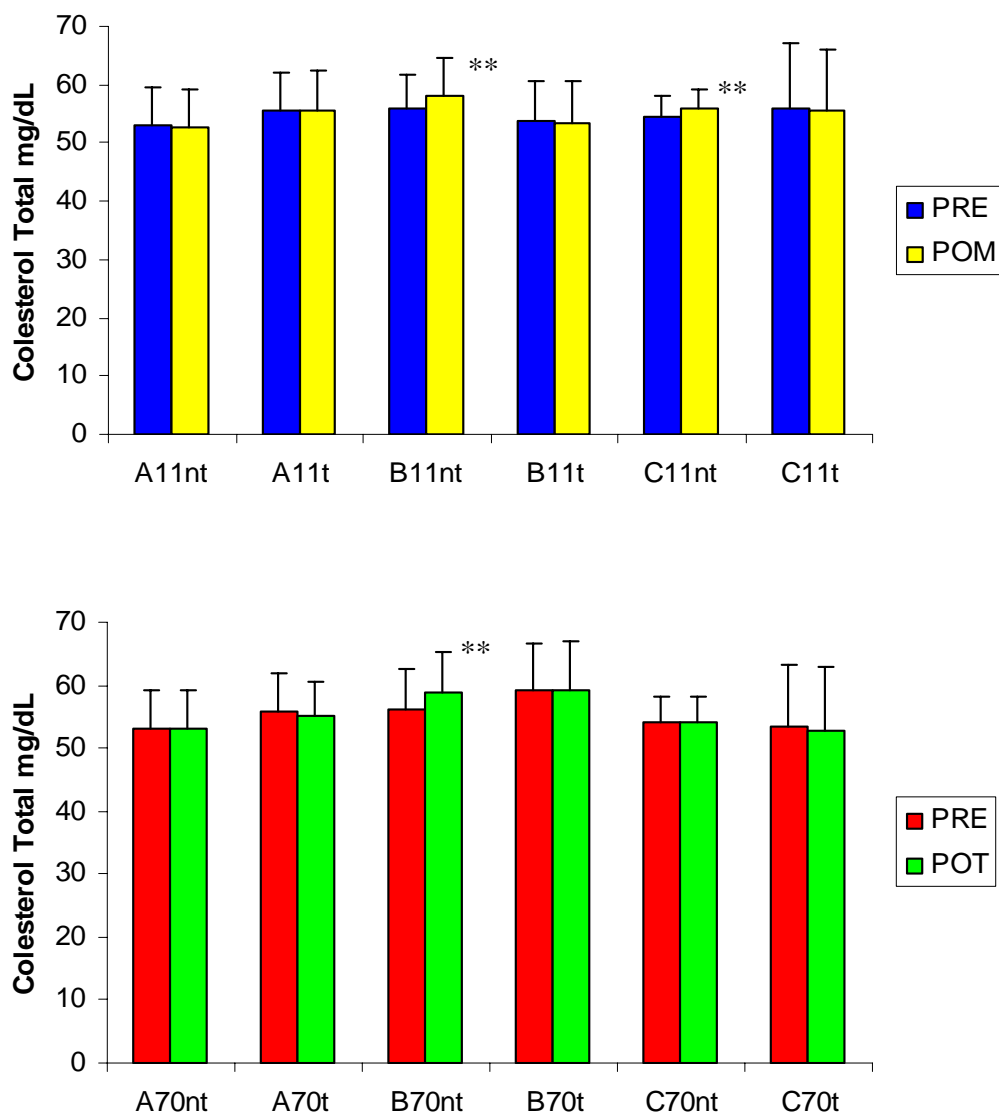 Colesterol Total mg/dL
70
60
50
40
30
20
10
0
**
**
A11nt A11t B11nt B11t C11nt C11t
PRE
POM
Colesterol Total mg/dL
70
60
50
40
30
20
10
0
**
A70nt A70t B70nt B70t C70nt C70t
PRE
POT